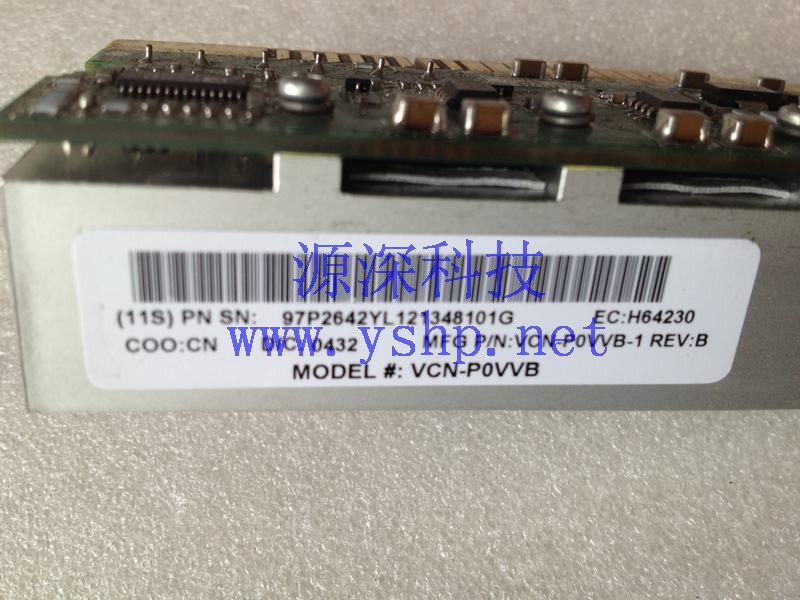 源深科技
(11S) PN SN: 97P2642YL121348101G EC:H64230
www.yshp.net
COO:CN D/C: 0432 MFG P/N:VCN-P0VVB-1 REV:B
MODEL #: VCN-P0VVB